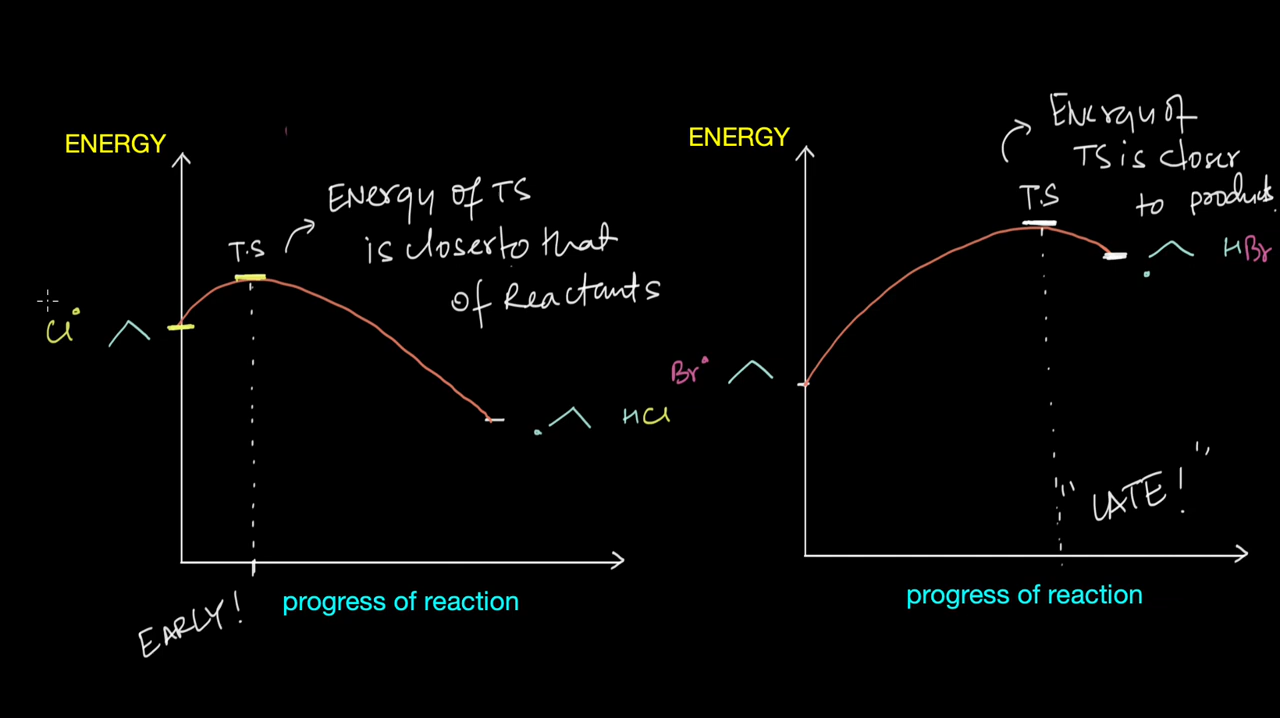 ENERGY
T.S
Energy of TS
is closer to that
of Reactants
Cl•
• HCl
EARLY!
progress of reaction
ENERGY
Energy of
TS is closer
to products
T.S
• HBr
Br•
"LATE!"
progress of reaction